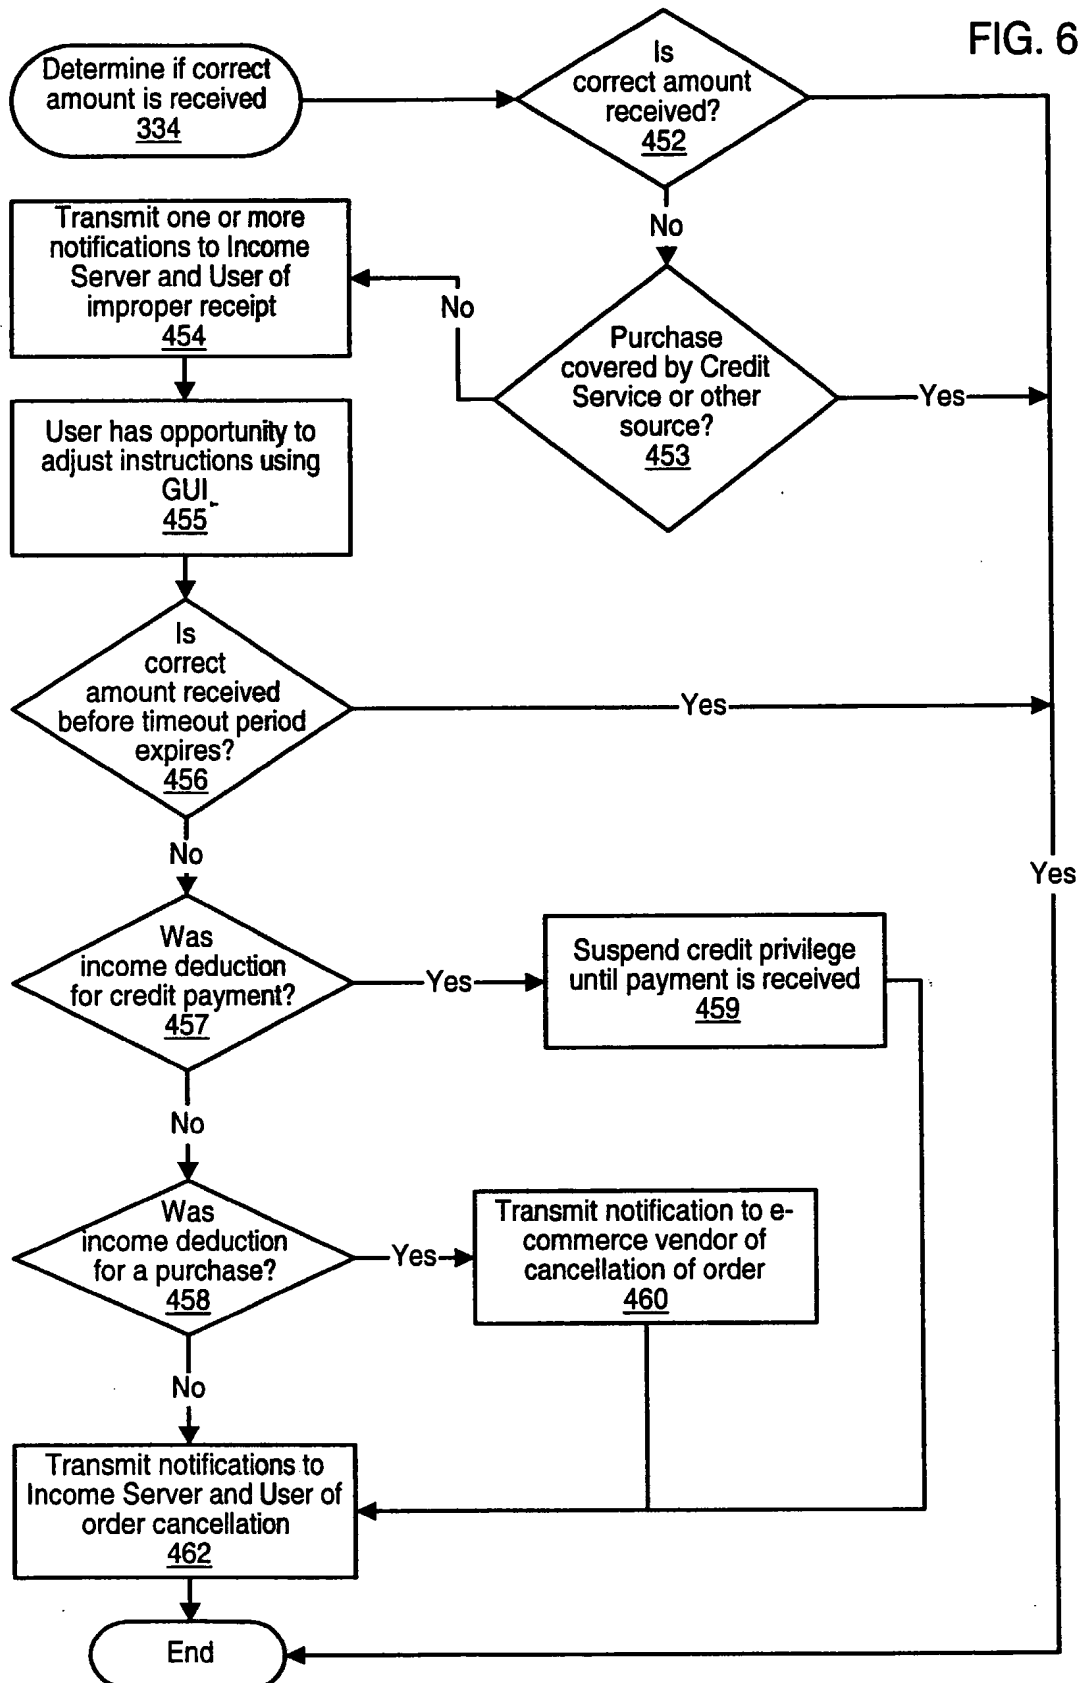 FIG. 6
Determine if correct
amount is received
334
Is
correct amount
received?
452
No
Transmit one or more
notifications to Income
Server and User of
improper receipt
454
No
Purchase
covered by Credit
Service or other
source?
453
Yes
User has opportunity to
adjust instructions using
GUI
455
Is
correct
amount received
before timeout period
expires?
456
Yes
No
Yes
Was
income deduction
for credit payment?
457
Yes
Suspend credit privilege
until payment is received
459
No
Was
income deduction
for a purchase?
458
Yes
Transmit notification to e-
commerce vendor of
cancellation of order
460
No
Transmit notifications to
Income Server and User of
order cancellation
462
End